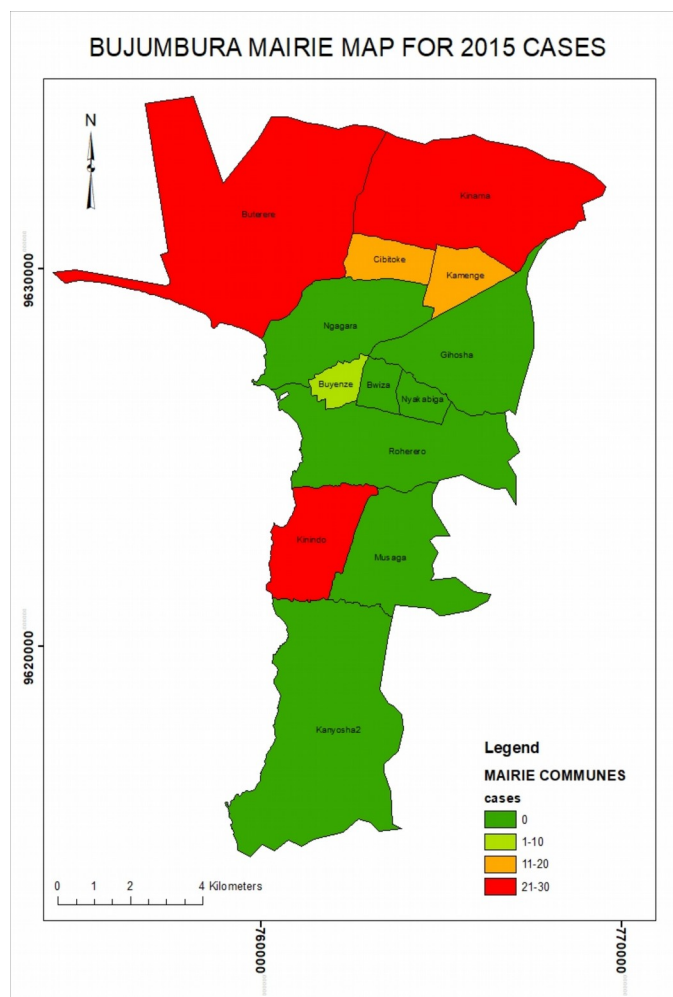 BUJUMBURA MAIRIE MAP FOR 2015 CASES
N
Buterere
Kinama
Cibitoke
Kamenge
9630000
Ngagara
Gihosha
Buyenze
Bwiza
Nyakabiga
Roherero
Kinindo
Musaga
9620000
Kanyosha2
Legend
MAIRIE COMMUNES
cases
0
1-10
11-20
21-30
0 1 2 4 Kilometers
760000 770000